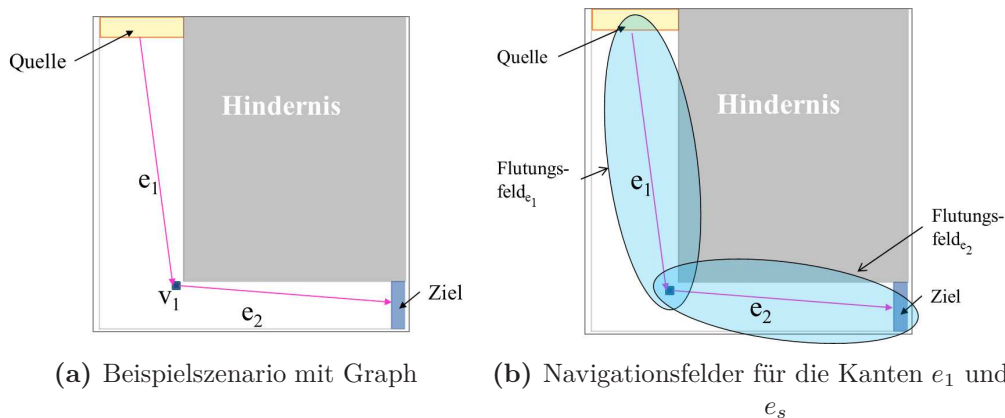 Quelle
Hindernis
e1
v1
e2
Ziel
(a) Beispielszenario mit Graph
Quelle
Hindernis
Flutungs-
felde1
e1
Flutungs-
felde2
Ziel
e2
(b) Navigationsfelder für die Kanten e1 und
es